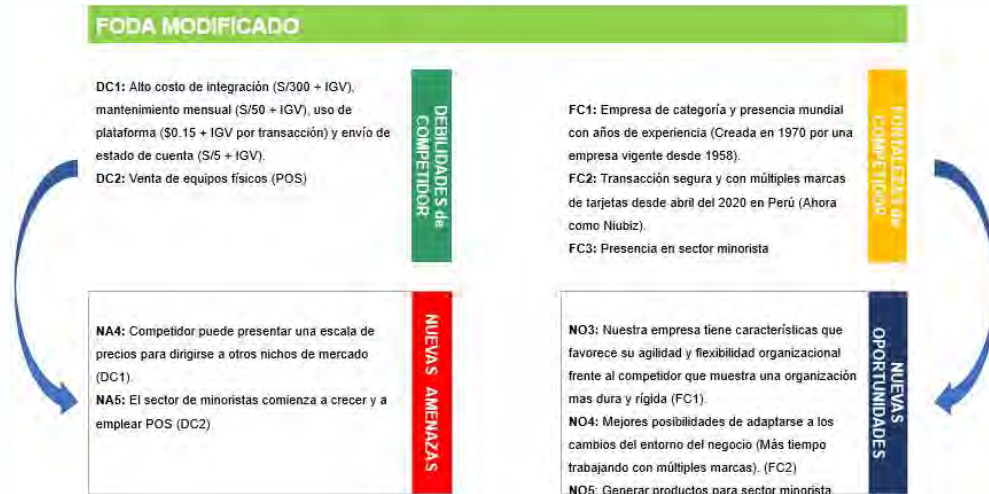 FODA MODIFICADO
DC1: Alto costo de integración (S/300 + IGV),
mantenimiento mensual (S/50 + IGV), uso de
plataforma ($0.15 + IGV por transacción) y envío de
estado de cuenta (S/5 + IGV).
DC2: Venta de equipos físicos (POS)
DEBILIDADES de
COMPETIDOR
FC1: Empresa de categoría y presencia mundial
con años de experiencia (Creada en 1970 por una
empresa vigente desde 1958).
FC2: Transacción segura y con múltiples marcas
de tarjetas desde abril del 2020 en Perú (Ahora
como Niubiz).
FC3: Presencia en sector minorista
FORTALEZAS de
COMPETIDOR
NA4: Competidor puede presentar una escala de
precios para dirigirse a otros nichos de mercado
(DC1).
NA5: El sector de minoristas comienza a crecer y a
emplear POS (DC2)
NUEVAS AMENAZAS
NO3: Nuestra empresa tiene características que
favorece su agilidad y flexibilidad organizacional
frente al competidor que muestra una organización
mas dura y rígida (FC1).
NO4: Mejores posibilidades de adaptarse a los
cambios del entorno del negocio (Más tiempo
trabajando con múltiples marcas). (FC2)
NO5: Generar productos para sector minorista
NUEVAS
OPORTUNIDADES